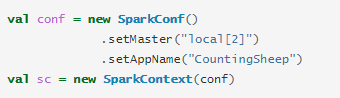 val conf = new SparkConf()
             .setMaster("local[2]")
             .setAppName("CountingSheep")
val sc = new SparkContext(conf)